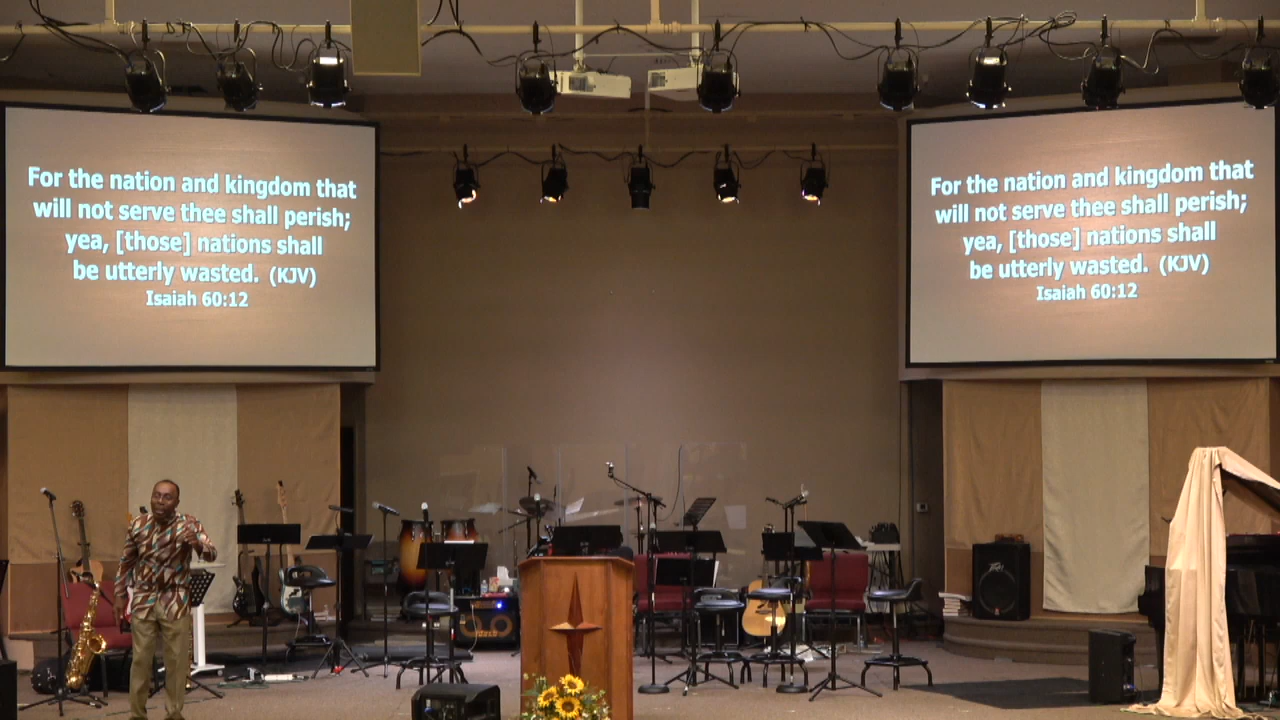 For the nation and kingdom that
will not serve thee shall perish;
yea, [those] nations shall
be utterly wasted. (KJV)
Isaiah 60:12
For the nation and kingdom that
will not serve thee shall perish;
yea, [those] nations shall
be utterly wasted. (KJV)
Isaiah 60:12
PEAVEY